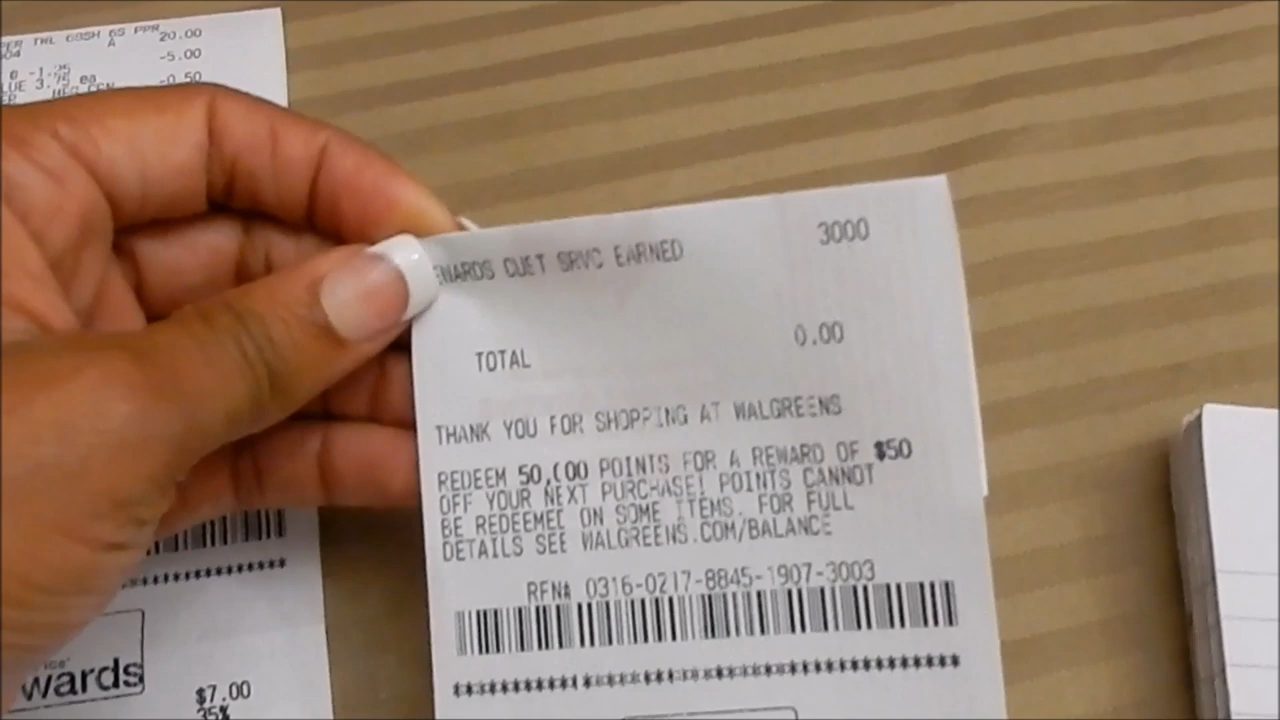 20.00
-5.00
-0.50
3000
EWARDS CUST SRVC EARNED
0.00
TOTAL
THANK YOU FOR SHOPPING AT WALGREENS
REDEEM 50,000 POINTS FOR A REWARD OF $50
OFF YOUR NEXT PURCHASE! POINTS CANNOT
BE REDEEMED ON SOME ITEMS. FOR FULL
DETAILS SEE WALGREENS.COM/BALANCE
RFN# 0316-0217-8845-1907-3003
*****************************************
wards
$7.00
35%